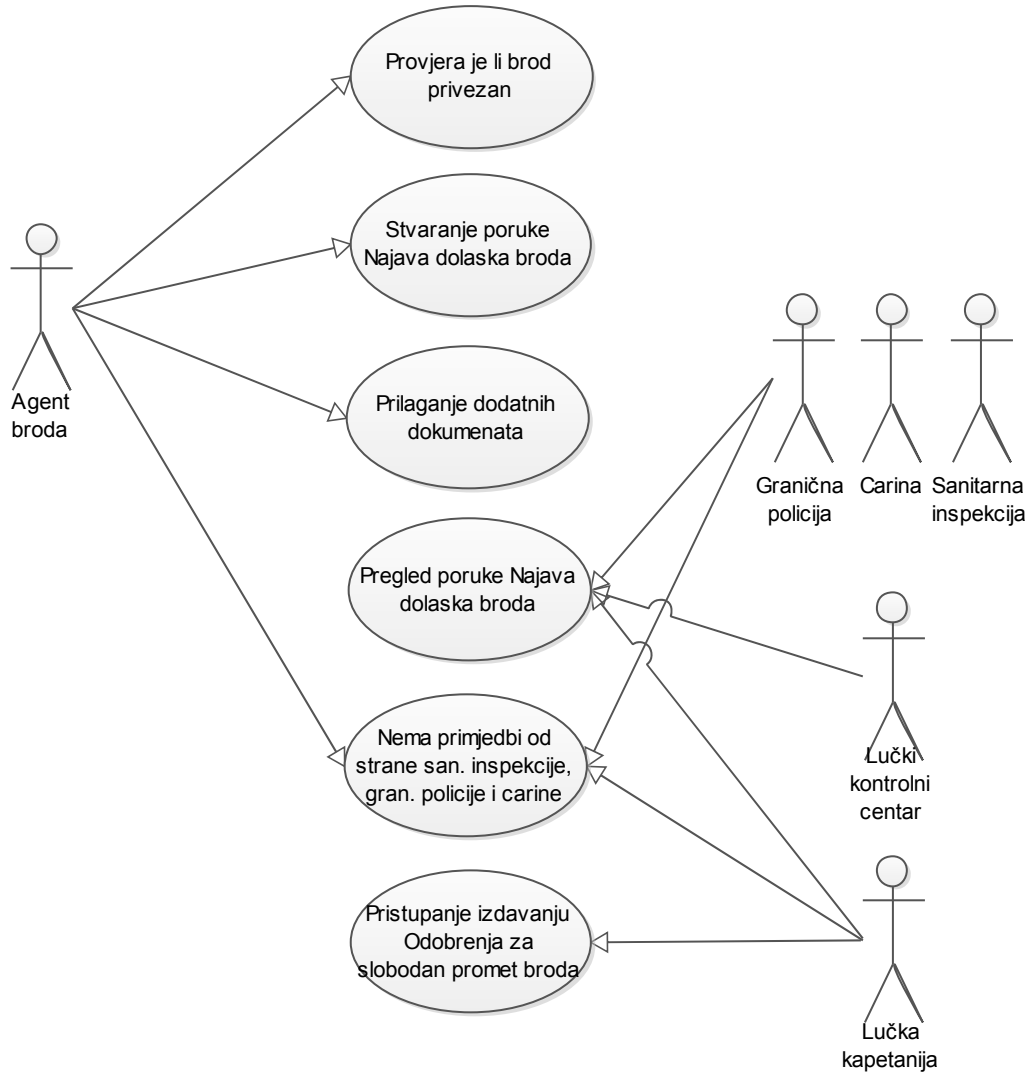 Provjera je li brod
privezan
Stvaranje poruke
Najava dolaska broda
Agent
broda
Prilaganje dodatnih
dokumenata
Granična
policija
Carina
Sanitarna
inspekcija
Pregled poruke Najava
dolaska broda
Nema primjedbi od
strane san. inspekcije,
gran. policije i carine
Lučki
kontrolni
centar
Pristupanje izdavanju
Odobrenja za
slobodan promet broda
Lučka
kapetanija